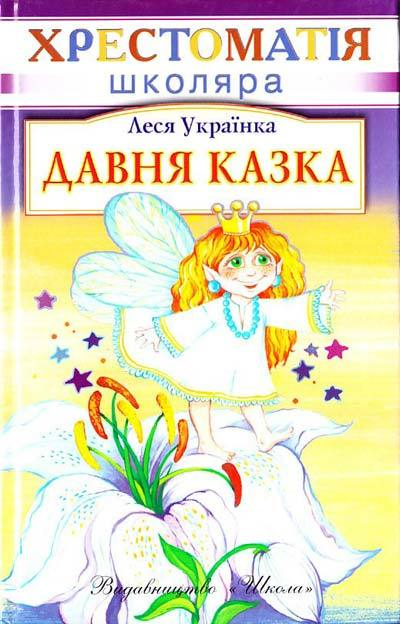 ХРЕСТОМАТІЯ
школяра
Леся Українка
ДАВНЯ КАЗКА
Видавництво «Школа»